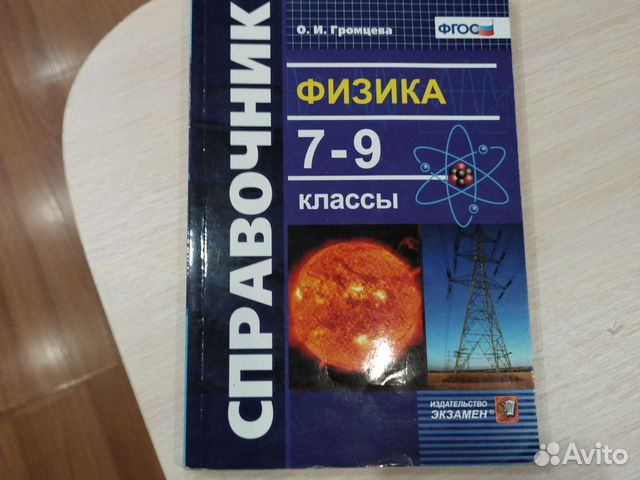 СПРАВОЧНИК
О. И. Громцева
ФГОС
ФИЗИКА
7-9
классы
ИЗДАТЕЛЬСТВО
ЭКЗАМЕН
Avito